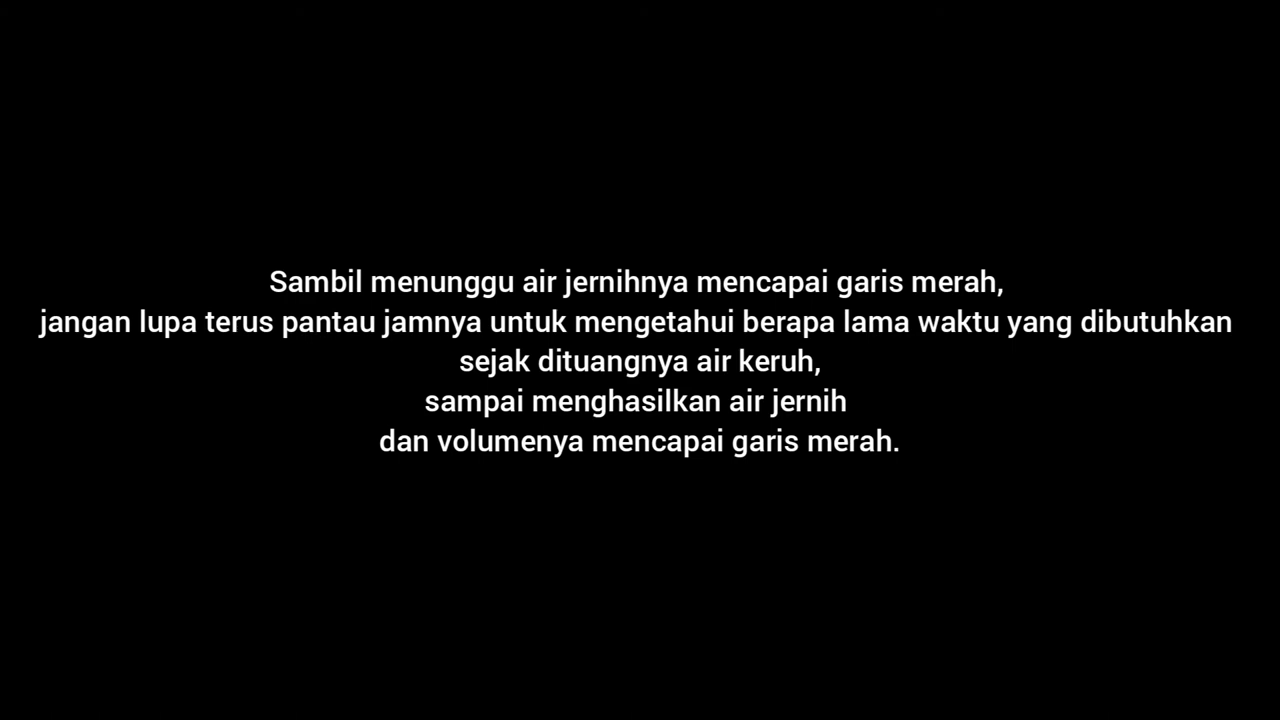 Sambil menunggu air jernihnya mencapai garis merah,
jangan lupa terus pantau jamnya untuk mengetahui berapa lama waktu yang dibutuhkan
sejak dituangnya air keruh,
sampai menghasilkan air jernih
dan volumenya mencapai garis merah.